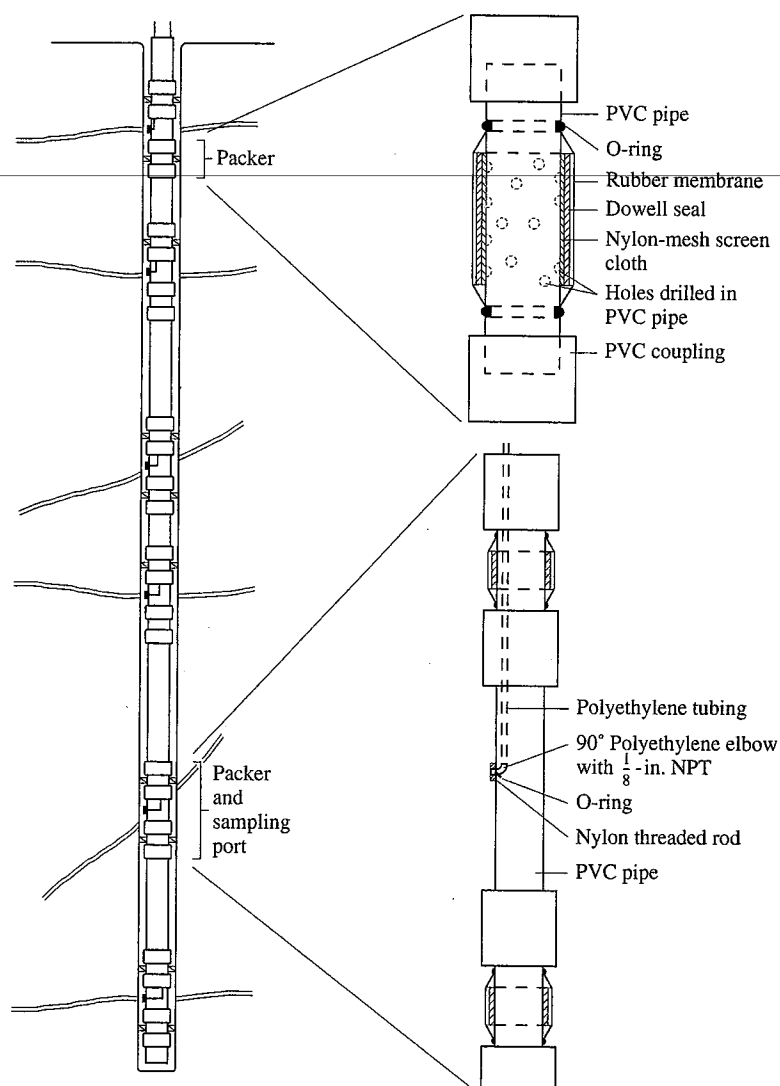 Packer
PVC pipe
O-ring
Rubber membrane
Dowell seal
Nylon-mesh screen
cloth
Holes drilled in
PVC pipe
PVC coupling
Packer
and
sampling
port
Polyethylene tubing
90° Polyethylene elbow
with 1/8-in. NPT
O-ring
Nylon threaded rod
PVC pipe